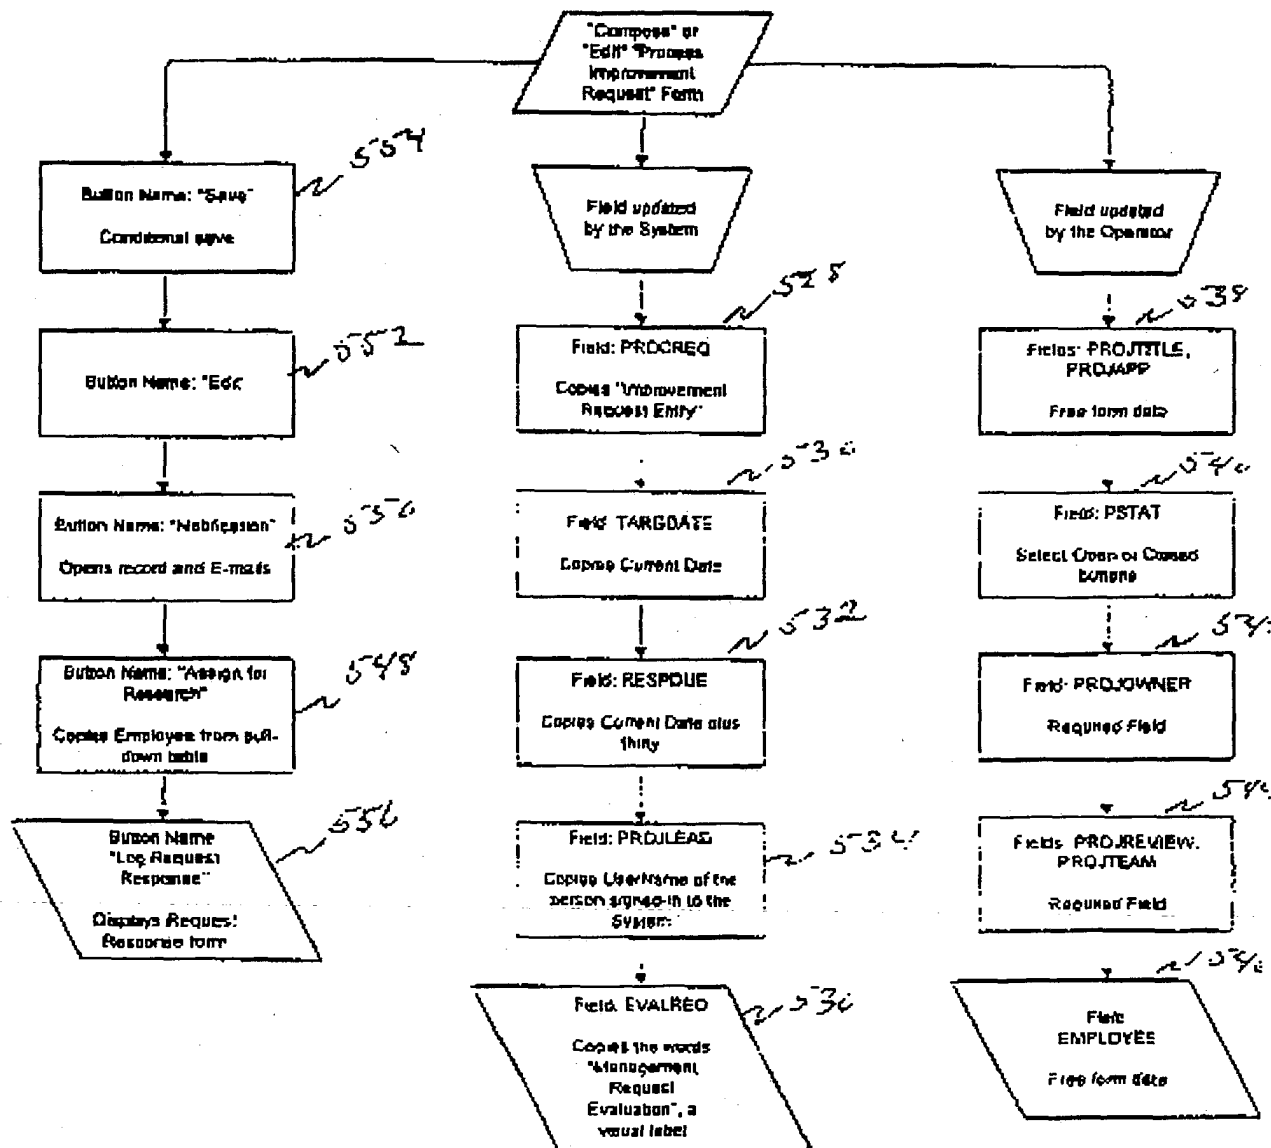 "Compose" or
"Edit" "Process
Improvement
Request" Form
554
Button Name: "Save"
Conditional save
Field updated
by the System
Field updated
by the Operator
528
538
552
Button Name: "Edit"
Field: PROCREQ
Copies "Improvement
Request Entity"
Fields: PROJTITLE,
PROJAPP
Free form data
530
540
550
Button Name: "Notification"
Opens record and E-mails
Field: TARGDATE
Copies Current Date
Field: PSTAT
Select Open or Closed
buttons
532
548
Button Name: "Assign for
Research"
Copies Employee from pull-
down table
Field: RESPDUE
Copies Current Date plus
thirty
Field: PROJOWNER
Required Field
556
Button Name
"Log Request
Response"
Displays Request
Response form
Field: PROJLEAD
Copies UserName of the
person signed-in to the
System
534
Fields: PROJREVIEW,
PROJTEAM
Required Field
536
Field: EVALREQ
Copies the words
"Management
Request
Evaluation", a
visual label
Field:
EMPLOYEE
Free form data